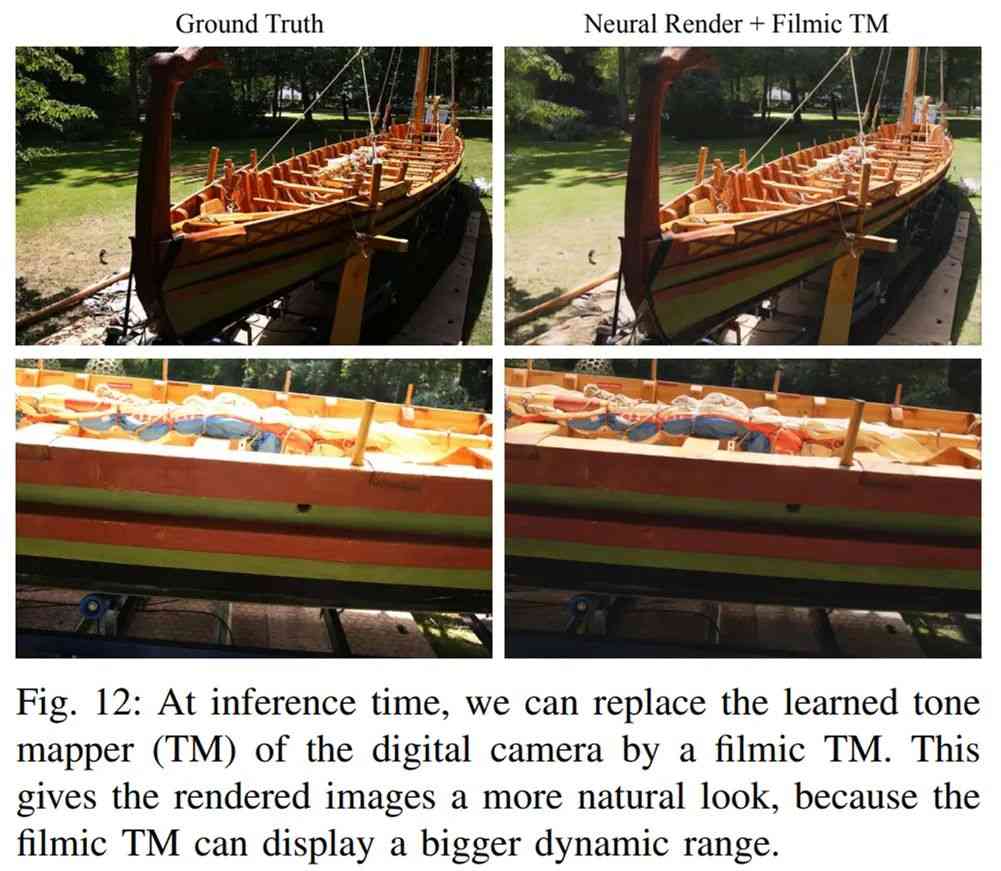 Ground Truth
Neural Render + Filmic TM
Fig. 12: At inference time, we can replace the learned tone
mapper (TM) of the digital camera by a filmic TM. This
gives the rendered images a more natural look, because the
filmic TM can display a bigger dynamic range.